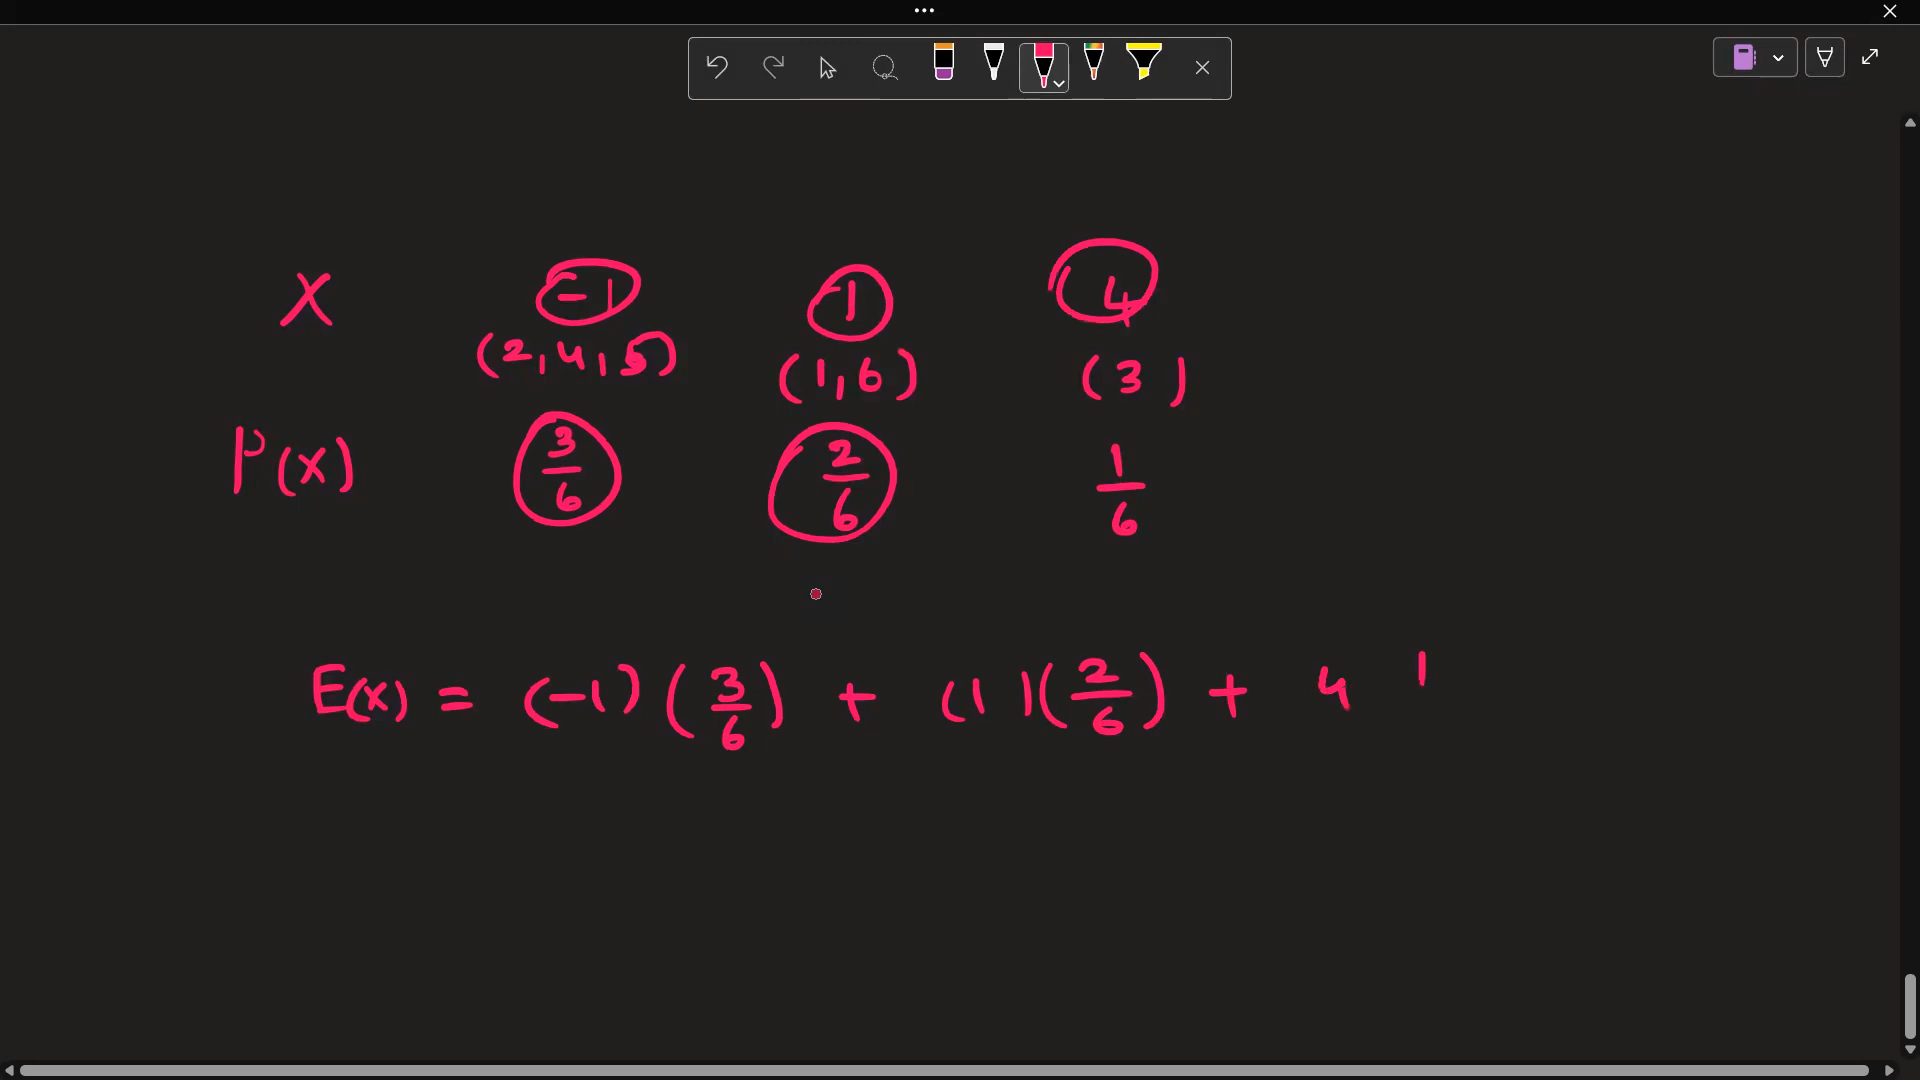 X -1 1 4
(2,4,5) (1,6) (3)
P(X) 3/6 2/6 1/6
E(X) = (-1)(3/6) + (1)(2/6) + 4 1